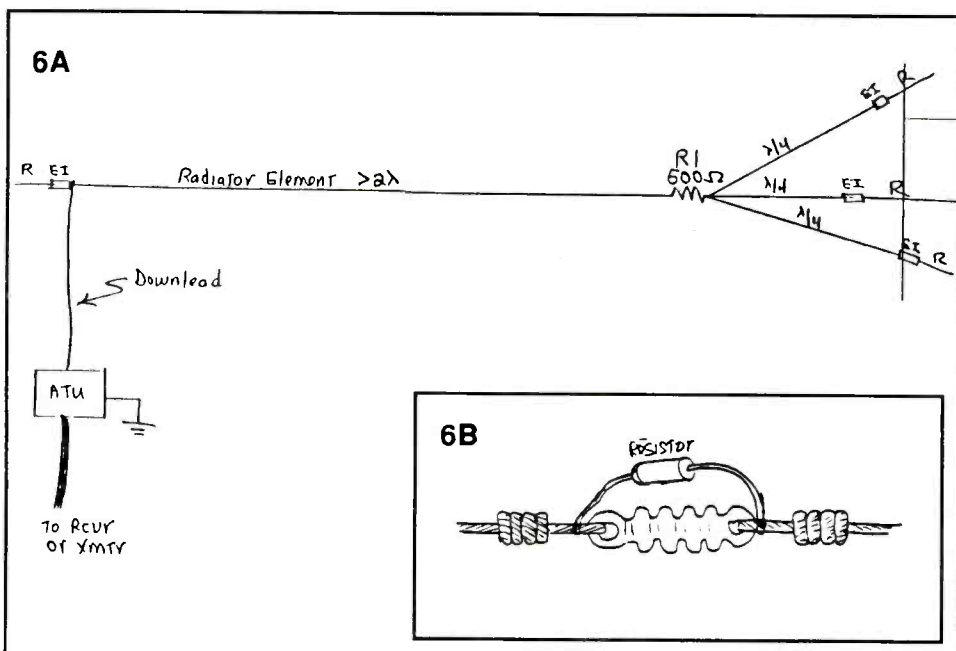 6A
R EI
Radiator Element >2λ
R1
600Ω
λ/4
EI
R
λ/4
EI
R
λ/4
EI
R
Downlead
ATU
To Rcvr
or Xmtr
6B
RESISTOR